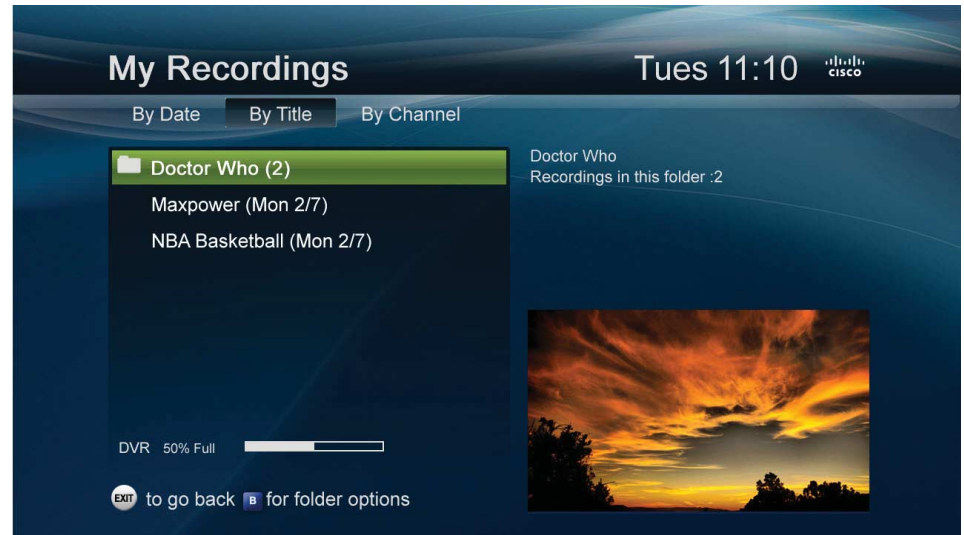 My Recordings
Tues 11:10
cisco
By Date By Title By Channel
Doctor Who (2)
Maxpower (Mon 2/7)
NBA Basketball (Mon 2/7)
Doctor Who
Recordings in this folder :2
DVR 50% Full
EXIT to go back B for folder options